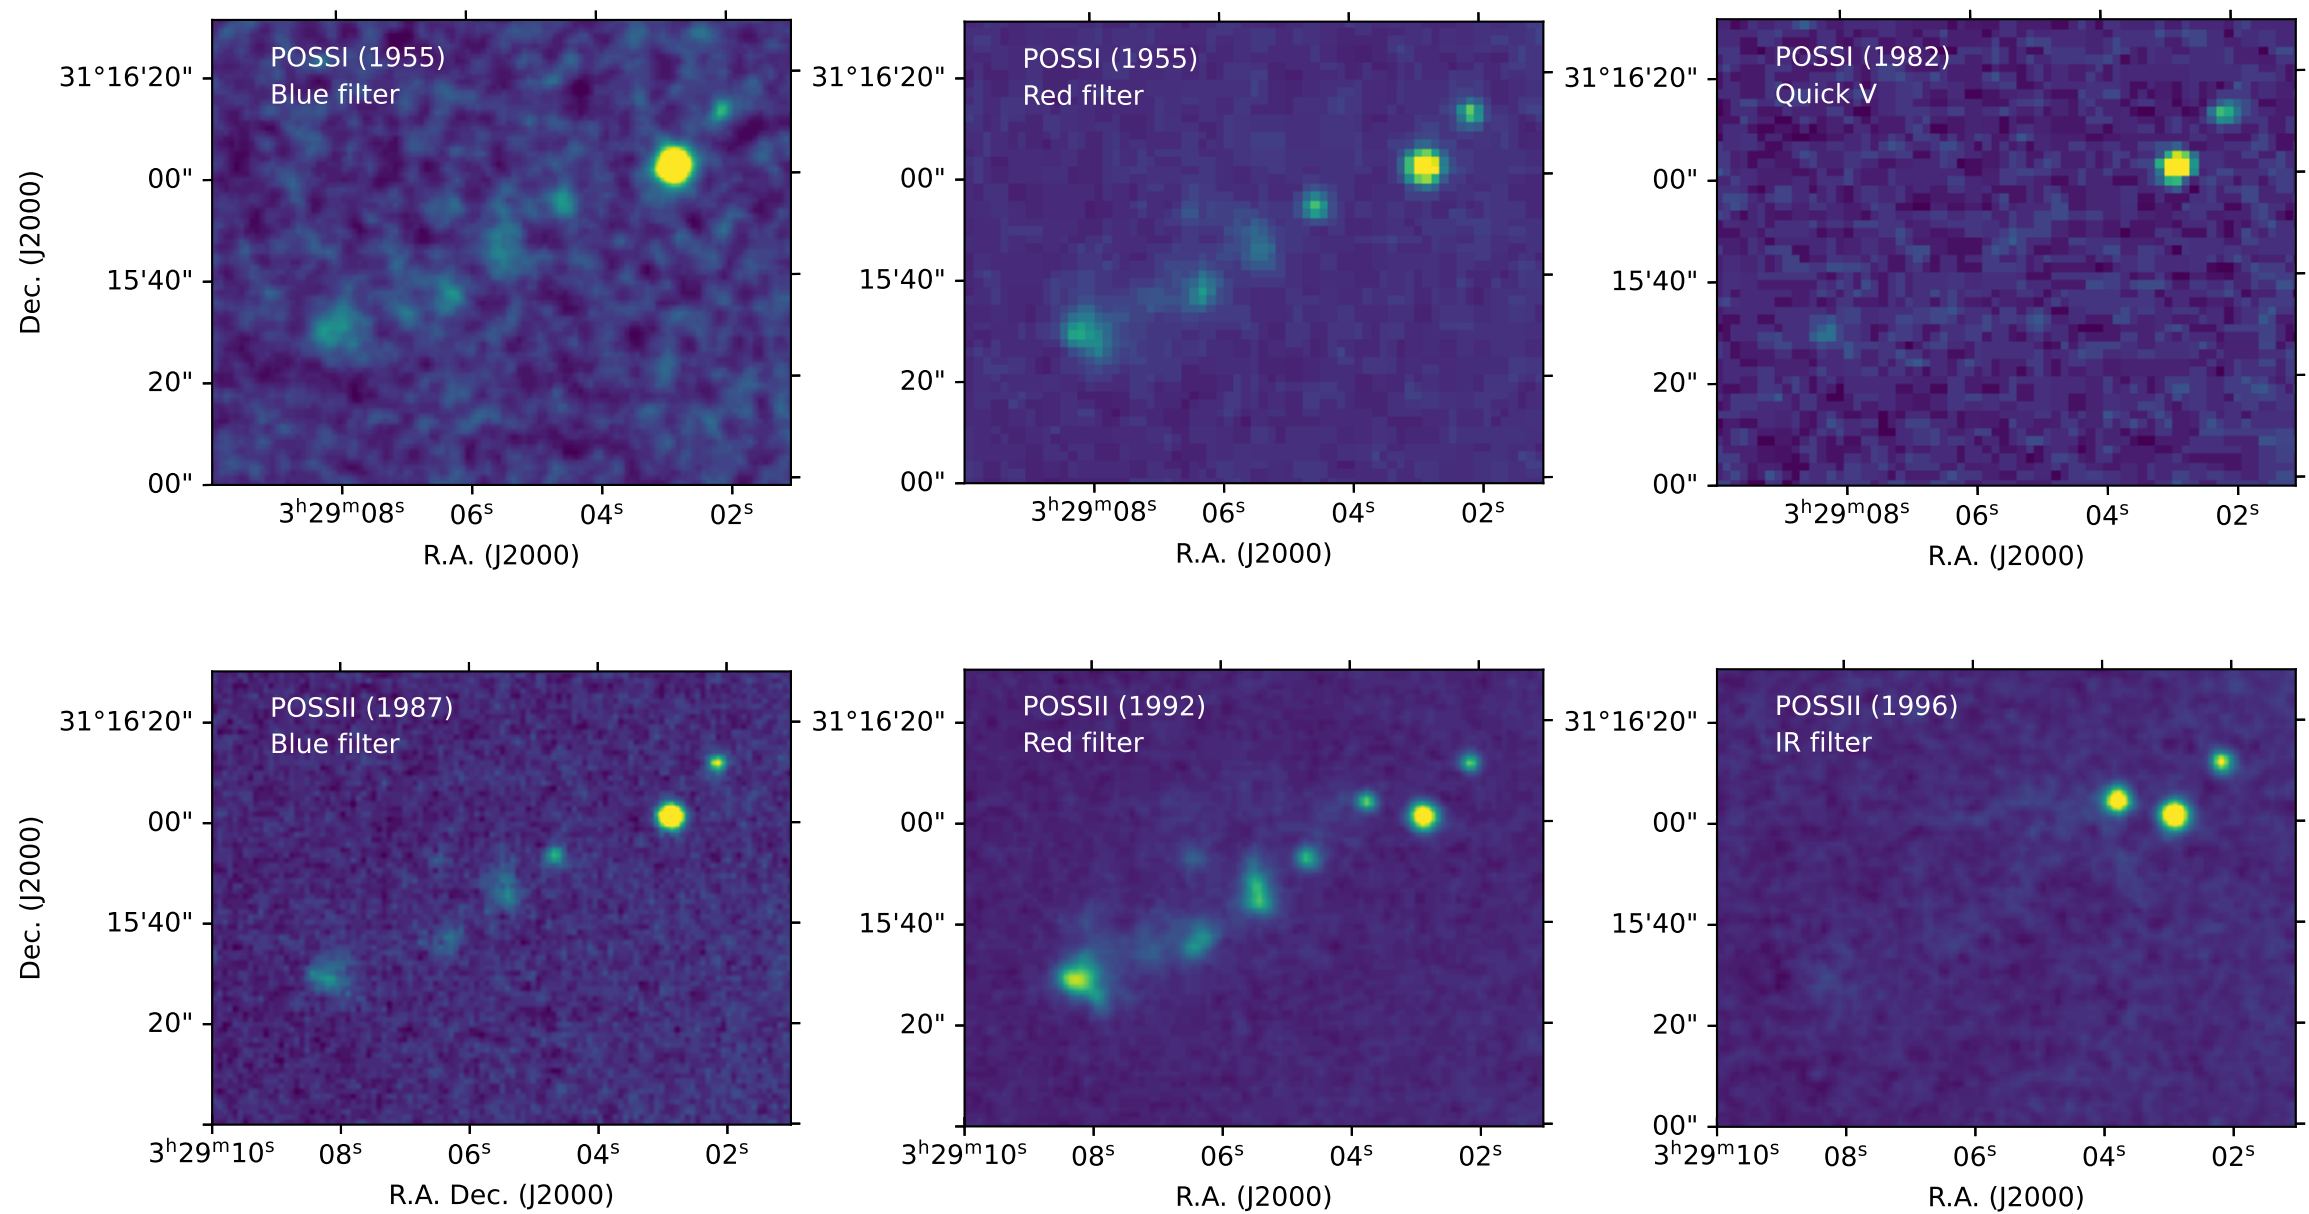 POSSI (1955)
Blue filter
31°16'20"
00"
15'40"
20"
00"
Dec. (J2000)
3ʰ29ᵐ08ˢ 06ˢ 04ˢ 02ˢ
R.A. (J2000)
POSSI (1955)
Red filter
31°16'20"
00"
15'40"
20"
00"
3ʰ29ᵐ08ˢ 06ˢ 04ˢ 02ˢ
R.A. (J2000)
POSSI (1982)
Quick V
31°16'20"
00"
15'40"
20"
00"
3ʰ29ᵐ08ˢ 06ˢ 04ˢ 02ˢ
R.A. (J2000)
POSSII (1987)
Blue filter
31°16'20"
00"
15'40"
20"
Dec. (J2000)
3ʰ29ᵐ10ˢ 08ˢ 06ˢ 04ˢ 02ˢ
R.A. Dec. (J2000)
POSSII (1992)
Red filter
31°16'20"
00"
15'40"
20"
3ʰ29ᵐ10ˢ 08ˢ 06ˢ 04ˢ 02ˢ
R.A. (J2000)
POSSII (1996)
IR filter
31°16'20"
00"
15'40"
20"
00"
3ʰ29ᵐ10ˢ 08ˢ 06ˢ 04ˢ 02ˢ
R.A. (J2000)